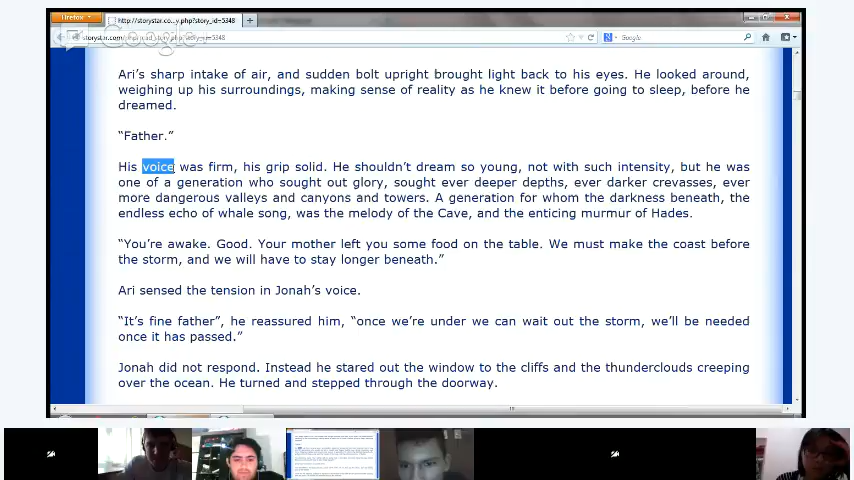 Firefox
http://storystar.co...y.php?story_id=5348
Google+
Google
Ari's sharp intake of air, and sudden bolt upright brought light back to his eyes. He looked around,
weighing up his surroundings, making sense of reality as he knew it before going to sleep, before he
dreamed.
“Father.”
His voice was firm, his grip solid. He shouldn't dream so young, not with such intensity, but he was
one of a generation who sought out glory, sought ever deeper depths, ever darker crevasses, ever
more dangerous valleys and canyons and towers. A generation for whom the darkness beneath, the
endless echo of whale song, was the melody of the Cave, and the enticing murmur of Hades.
“You're awake. Good. Your mother left you some food on the table. We must make the coast before
the storm, and we will have to stay longer beneath.”
Ari sensed the tension in Jonah's voice.
“It's fine father”, he reassured him, “once we're under we can wait out the storm, we'll be needed
once it has passed.”
Jonah did not respond. Instead he stared out the window to the cliffs and the thunderclouds creeping
over the ocean. He turned and stepped through the doorway.